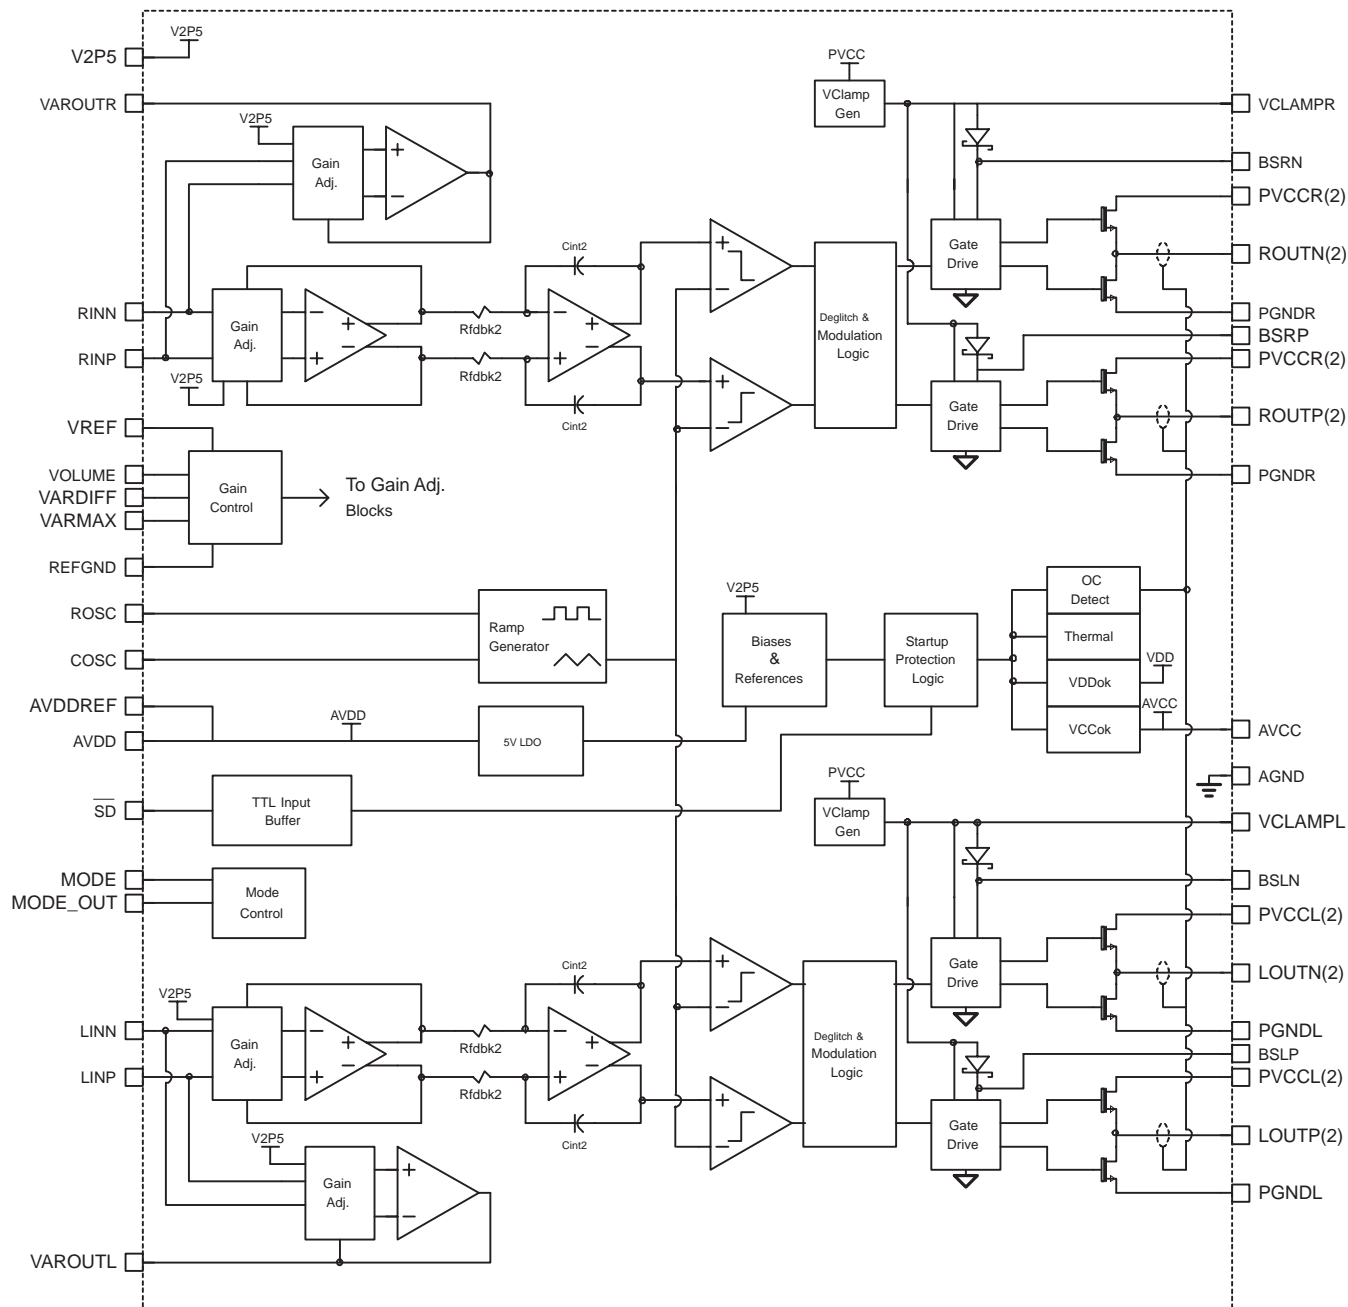 V2P5
V2P5
VAROUTR
V2P5
Gain
Adj.
PVCC
VClamp
Gen
VCLAMPR
BSRN
PVCCR(2)
Gate
Drive
ROUTN(2)
PGNDR
BSRP
PVCCR(2)
Gate
Drive
ROUTP(2)
PGNDR
RINN
RINP
Gain
Adj.
V2P5
Rfdbk2
Rfdbk2
Cint2
Cint2
Deglitch &
Modulation
Logic
VREF
VOLUME
VARDIFF
VARMAX
REFGND
Gain
Control
To Gain Adj.
Blocks
ROSC
COSC
Ramp
Generator
V2P5
Biases
&
References
Startup
Protection
Logic
OC
Detect
Thermal
VDDok
VCCok
VDD
AVCC
AVCC
AGND
AVDDREF
AVDD
AVDD
5V LDO
SD
TTL Input
Buffer
MODE
MODE_OUT
Mode
Control
PVCC
VClamp
Gen
VCLAMPL
BSLN
PVCCL(2)
Gate
Drive
LOUTN(2)
PGNDL
BSLP
PVCCL(2)
Gate
Drive
LOUTP(2)
PGNDL
V2P5
LINN
LINP
Gain
Adj.
Rfdbk2
Rfdbk2
Cint2
Cint2
Deglitch &
Modulation
Logic
V2P5
Gain
Adj.
VAROUTL